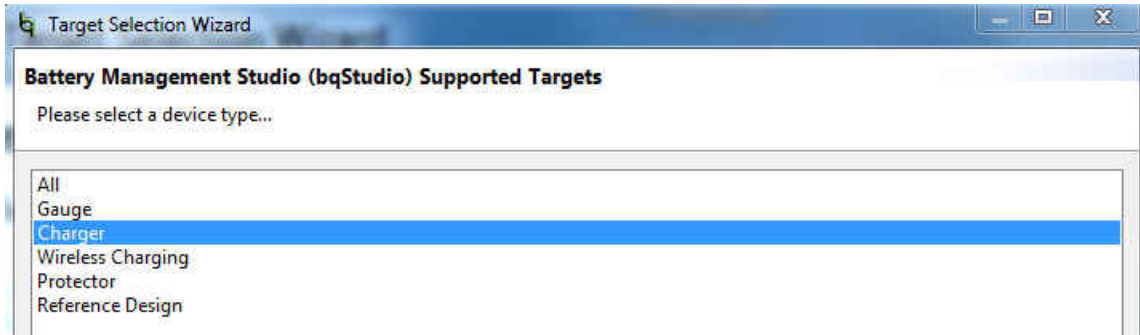 Target Selection Wizard
Battery Management Studio (bqStudio) Supported Targets
Please select a device type...
All
Gauge
Charger
Wireless Charging
Protector
Reference Design